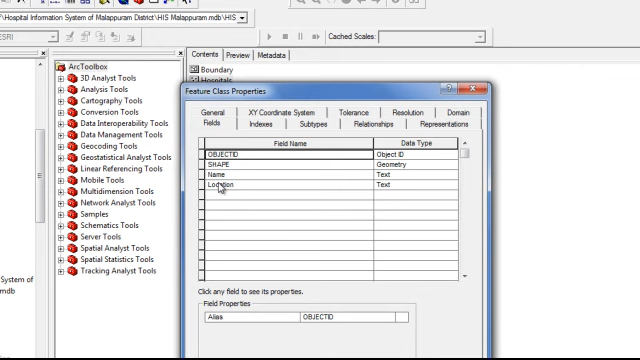 >Hospital Information System of Malappuram District\HIS Malappuram.mdb\HIS
ESRI
Cached Scales:
Contents Preview Metadata
ArcToolbox
3D Analyst Tools
Analysis Tools
Cartography Tools
Conversion Tools
Data Interoperability Tools
Data Management Tools
Geocoding Tools
Geostatistical Analyst Tools
Linear Referencing Tools
Mobile Tools
Multidimension Tools
Network Analyst Tools
Samples
Schematics Tools
Server Tools
Spatial Analyst Tools
Spatial Statistics Tools
Tracking Analyst Tools
System of
mdb
Boundary
Hospitals
Feature Class Properties
General XY Coordinate System Tolerance Resolution Domain
Fields Indexes Subtypes Relationships Representations
Field Name Data Type
OBJECTID Object ID
SHAPE Geometry
Name Text
Location Text
Click any field to see its properties.
Field Properties
Alias OBJECTID